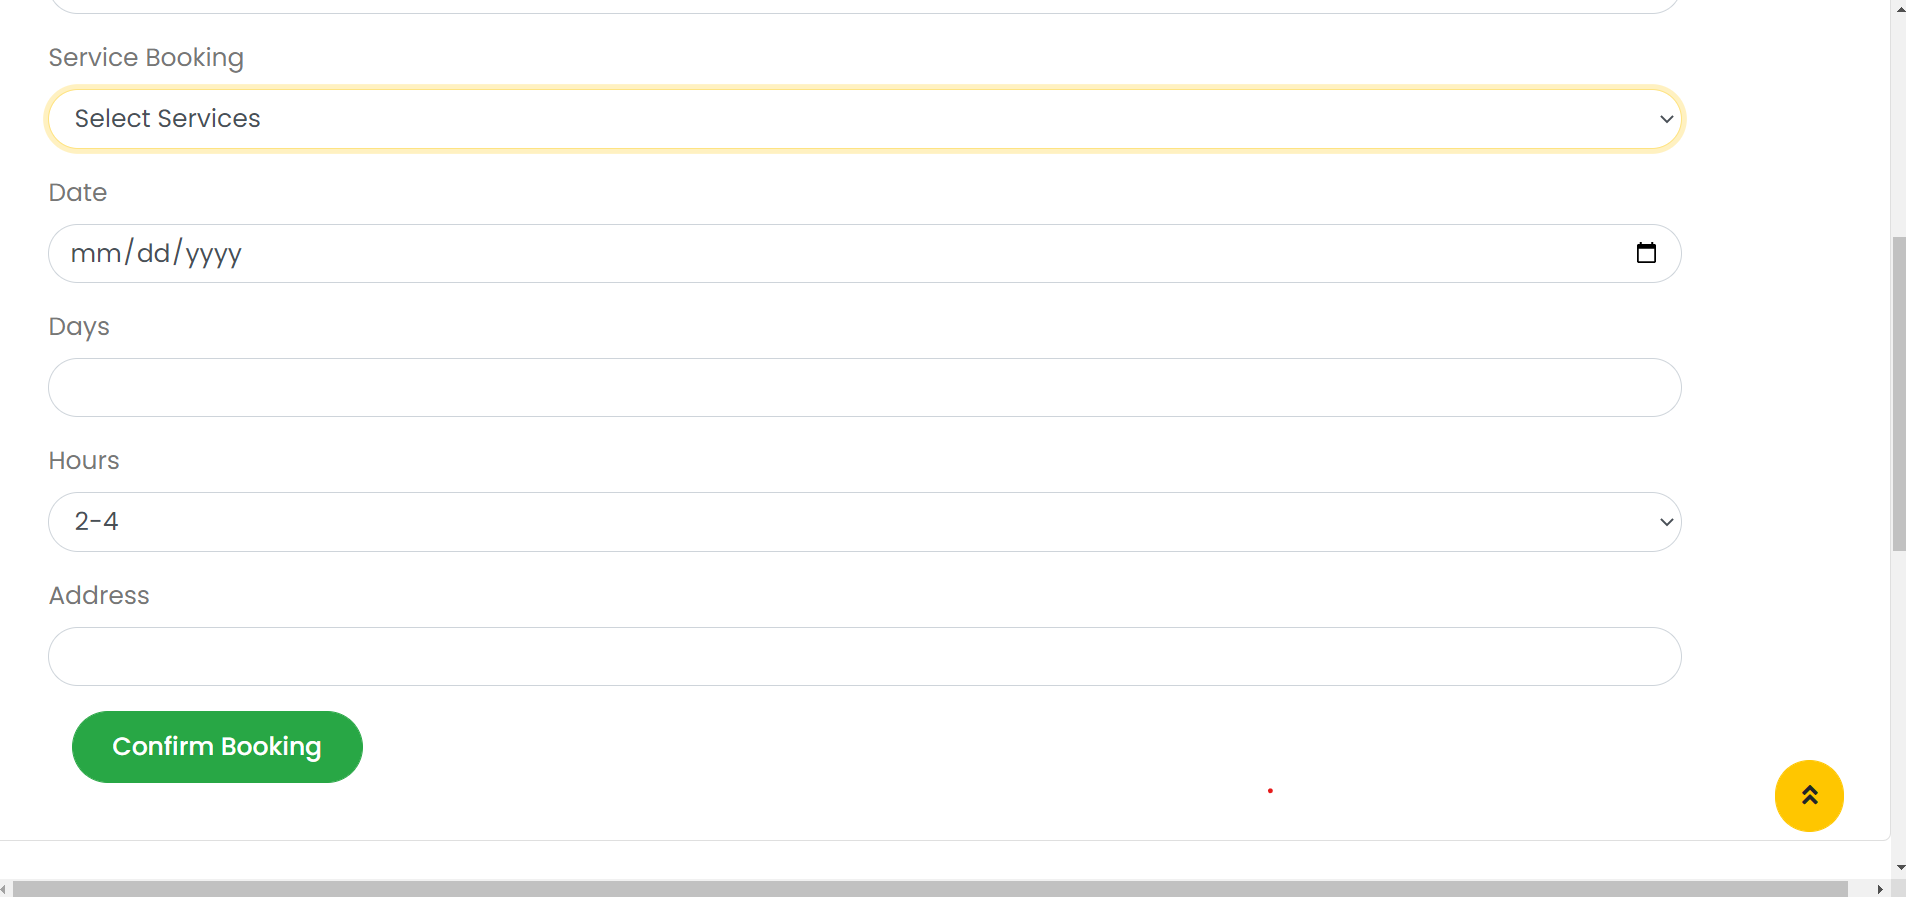 Service Booking
Select Services
Date
mm/dd/yyyy
Days
Hours
2-4
Address
Confirm Booking